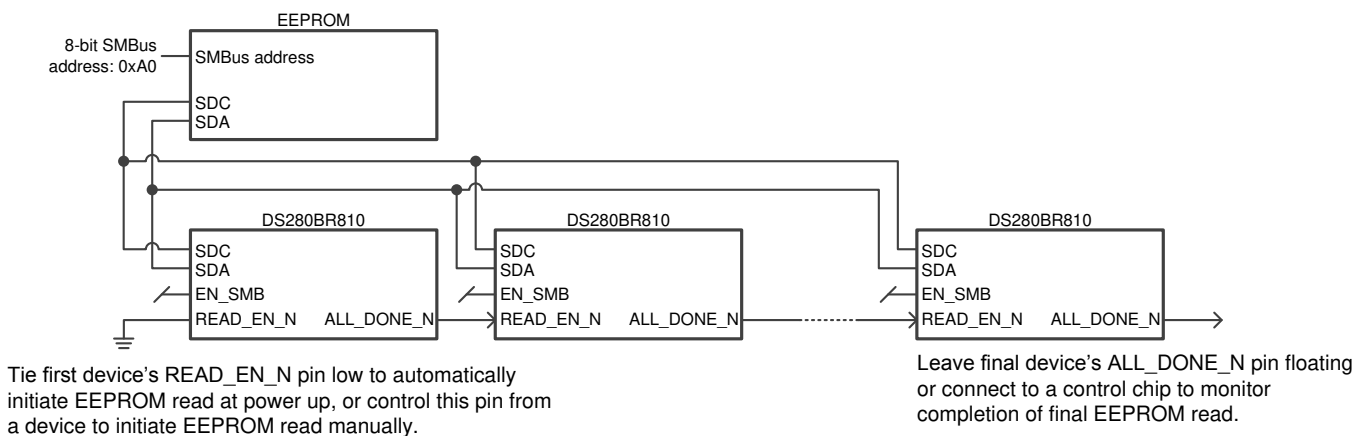 EEPROM
8-bit SMBus
address: 0xA0
SMBus address
SDC
SDA
DS280BR810
SDC
SDA
EN_SMB
READ_EN_N ALL_DONE_N
DS280BR810
SDC
SDA
EN_SMB
READ_EN_N ALL_DONE_N
DS280BR810
SDC
SDA
EN_SMB
READ_EN_N ALL_DONE_N
Tie first device's READ_EN_N pin low to automatically
initiate EEPROM read at power up, or control this pin from
a device to initiate EEPROM read manually.
Leave final device's ALL_DONE_N pin floating
or connect to a control chip to monitor
completion of final EEPROM read.